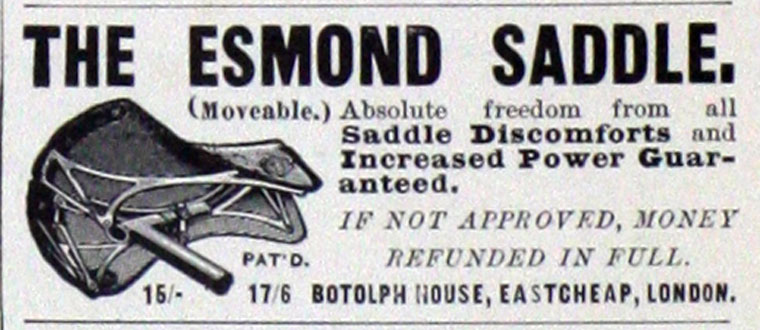 THE ESMOND SADDLE.
(Moveable.) Absolute freedom from all
Saddle Discomforts and
Increased Power Guar-
anteed.
IF NOT APPROVED, MONEY
REFUNDED IN FULL.
PAT'D.
15/- 17/6 BOTOLPH HOUSE, EASTCHEAP, LONDON.